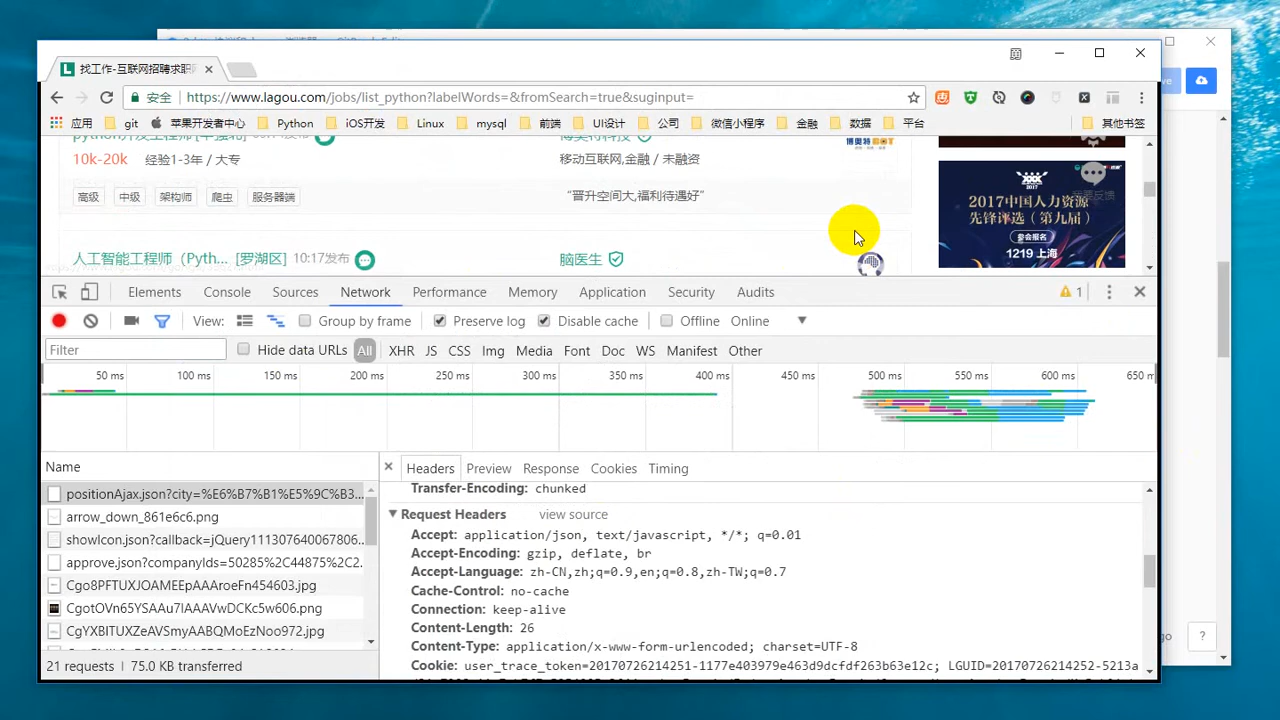 找工作-互联网招聘求职网
安全 https://www.lagou.com/jobs/list_python?labelWords=&fromSearch=true&suginput=
应用 git 苹果开发者中心 Python iOS开发 Linux mysql 前端 UI设计 公司 微信小程序 金融 数据 平台 其他书签
10k-20k 经验1-3年 / 大专 移动互联网,金融 / 未融资
高级 中级 架构师 爬虫 服务器端 “晋升空间大,福利待遇好”
人工智能工程师（Pyth... [罗湖区] 10:17发布 脑医生
2017
2017中国人力资源
先锋评选（第九届）
参会报名
1219 上海
Elements Console Sources Network Performance Memory Application Security Audits 1
View: Group by frame Preserve log Disable cache Offline Online
Filter Hide data URLs All XHR JS CSS Img Media Font Doc WS Manifest Other
50 ms 100 ms 150 ms 200 ms 250 ms 300 ms 350 ms 400 ms 450 ms 500 ms 550 ms 600 ms 650 m
Name Headers Preview Response Cookies Timing
positionAjax.json?city=%E6%B7%B1%E5%9C%B3...
arrow_down_861e6c6.png
showIcon.json?callback=jQuery111307640067806...
approve.json?companyIds=50285%2C44875%2C2...
Cgo8PFTUXJOAMEEpAAAroeFn454603.jpg
CgotOVn65YSAAu7IAAAVwDCKc5w606.png
CgYXBlTUXZeAVSmyAABQMoEzNoo972.jpg
21 requests | 75.0 KB transferred
Transfer-Encoding: chunked
Request Headers view source
Accept: application/json, text/javascript, */*; q=0.01
Accept-Encoding: gzip, deflate, br
Accept-Language: zh-CN,zh;q=0.9,en;q=0.8,zh-TW;q=0.7
Cache-Control: no-cache
Connection: keep-alive
Content-Length: 26
Content-Type: application/x-www-form-urlencoded; charset=UTF-8
Cookie: user_trace_token=20170726214251-1177e403979e463d9dcfdf263b63e12c; LGUID=20170726214252-5213a